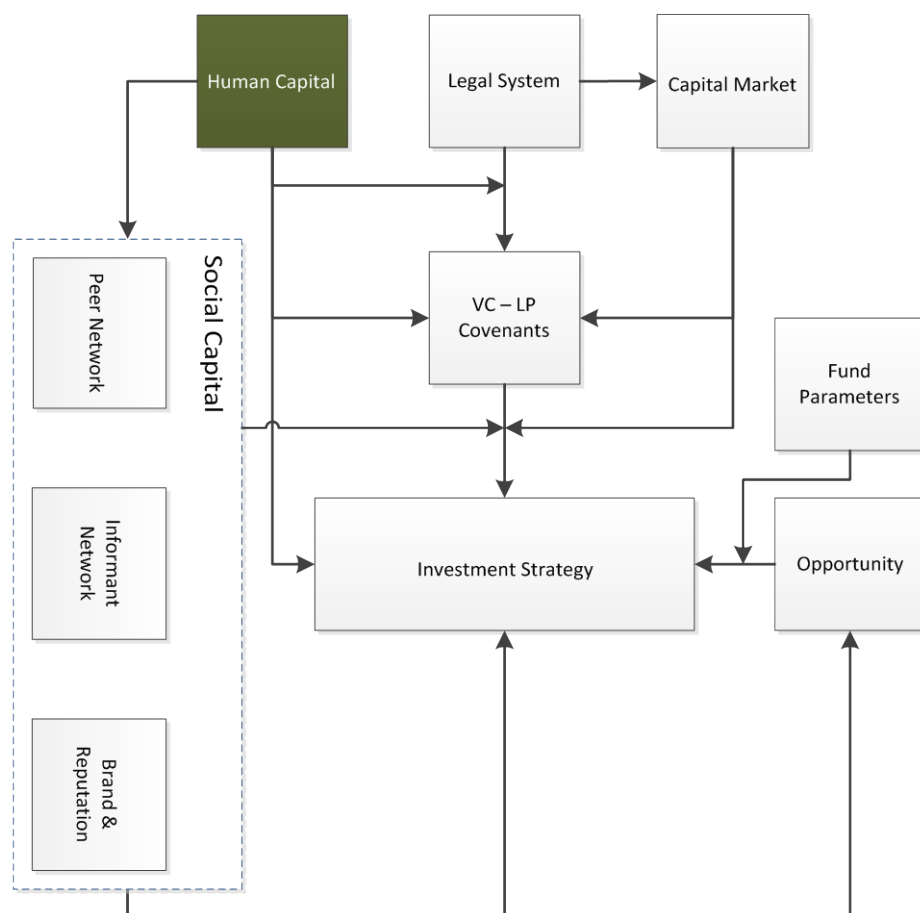 Human Capital
Legal System
Capital Market
Social Capital
Peer Network
VC – LP
Covenants
Fund
Parameters
Informant
Network
Investment Strategy
Opportunity
Brand &
Reputation